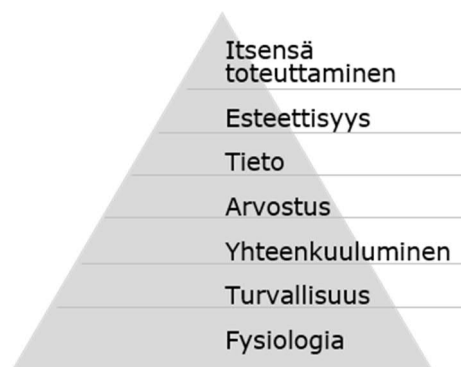 Itsensä
toteuttaminen
Esteettisyys
Tieto
Arvostus
Yhteenkuuluminen
Turvallisuus
Fysiologia